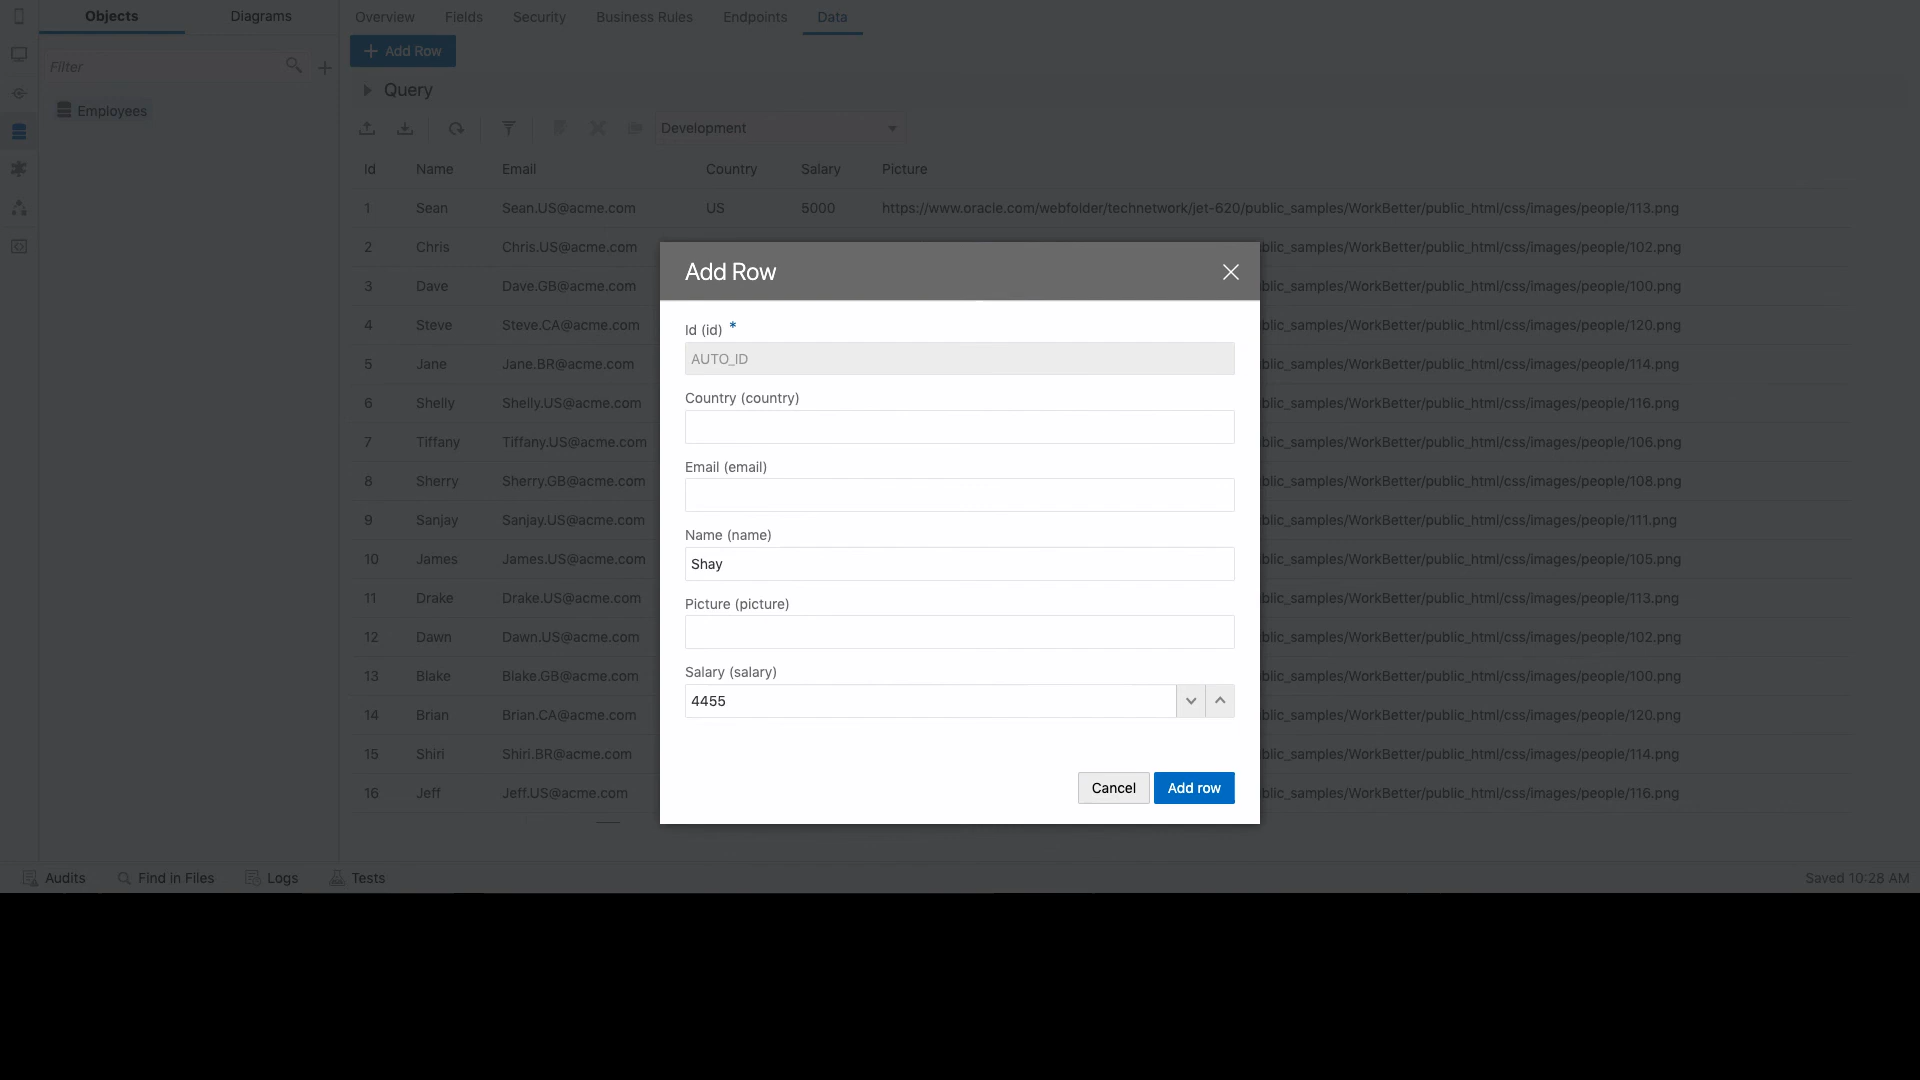 Objects Diagrams Overview Fields Security Business Rules Endpoints Data
Filter
+ Add Row
Query
Employees
Development
Id Name Email Country Salary Picture
1 Sean Sean.US@acme.com US 5000 https://www.oracle.com/webfolder/technetwork/jet-620/public_samples/WorkBetter/public_html/css/images/people/113.png
2 Chris Chris.US@acme.com blic_samples/WorkBetter/public_html/css/images/people/102.png
3 Dave Dave.GB@acme.com blic_samples/WorkBetter/public_html/css/images/people/100.png
4 Steve Steve.CA@acme.com blic_samples/WorkBetter/public_html/css/images/people/120.png
5 Jane Jane.BR@acme.com blic_samples/WorkBetter/public_html/css/images/people/114.png
6 Shelly Shelly.US@acme.com blic_samples/WorkBetter/public_html/css/images/people/116.png
7 Tiffany Tiffany.US@acme.com blic_samples/WorkBetter/public_html/css/images/people/106.png
8 Sherry Sherry.GB@acme.com blic_samples/WorkBetter/public_html/css/images/people/108.png
9 Sanjay Sanjay.US@acme.com blic_samples/WorkBetter/public_html/css/images/people/111.png
10 James James.US@acme.com blic_samples/WorkBetter/public_html/css/images/people/105.png
11 Drake Drake.US@acme.com blic_samples/WorkBetter/public_html/css/images/people/113.png
12 Dawn Dawn.US@acme.com blic_samples/WorkBetter/public_html/css/images/people/102.png
13 Blake Blake.GB@acme.com blic_samples/WorkBetter/public_html/css/images/people/100.png
14 Brian Brian.CA@acme.com blic_samples/WorkBetter/public_html/css/images/people/120.png
15 Shiri Shiri.BR@acme.com blic_samples/WorkBetter/public_html/css/images/people/114.png
16 Jeff Jeff.US@acme.com blic_samples/WorkBetter/public_html/css/images/people/116.png
Add Row
Id (id) *
AUTO_ID
Country (country)
Email (email)
Name (name)
Shay
Picture (picture)
Salary (salary)
4455
Cancel Add row
Audits Find in Files Logs Tests Saved 10:28 AM